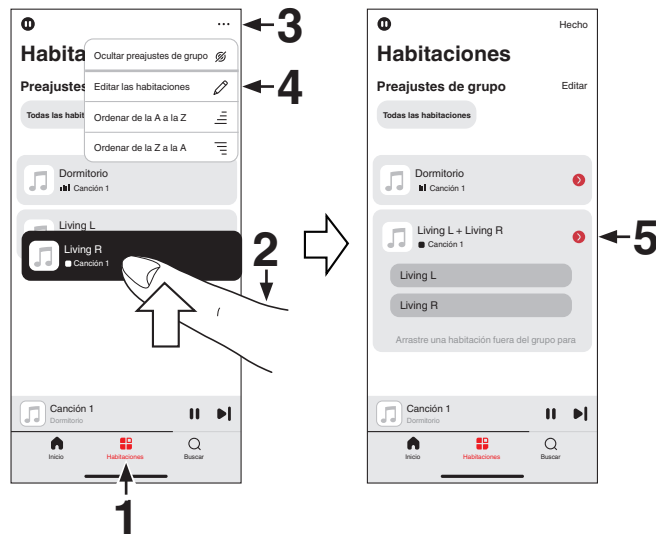 3
Habita
Ocultar preajustes de grupo
Preajustes
Editar las habitaciones
4
Todas las habit
Ordenar de la A a la Z
Ordenar de la Z a la A
Dormitorio
Canción 1
Living L
Living R
Canción 1
2
Canción 1
Dormitorio
Inicio
Habitaciones
Buscar
1
Hecho
Habitaciones
Preajustes de grupo
Editar
Todas las habitaciones
Dormitorio
Canción 1
Living L + Living R
Canción 1
5
Living L
Living R
Arrastre una habitación fuera del grupo para
Canción 1
Dormitorio
Inicio
Habitaciones
Buscar